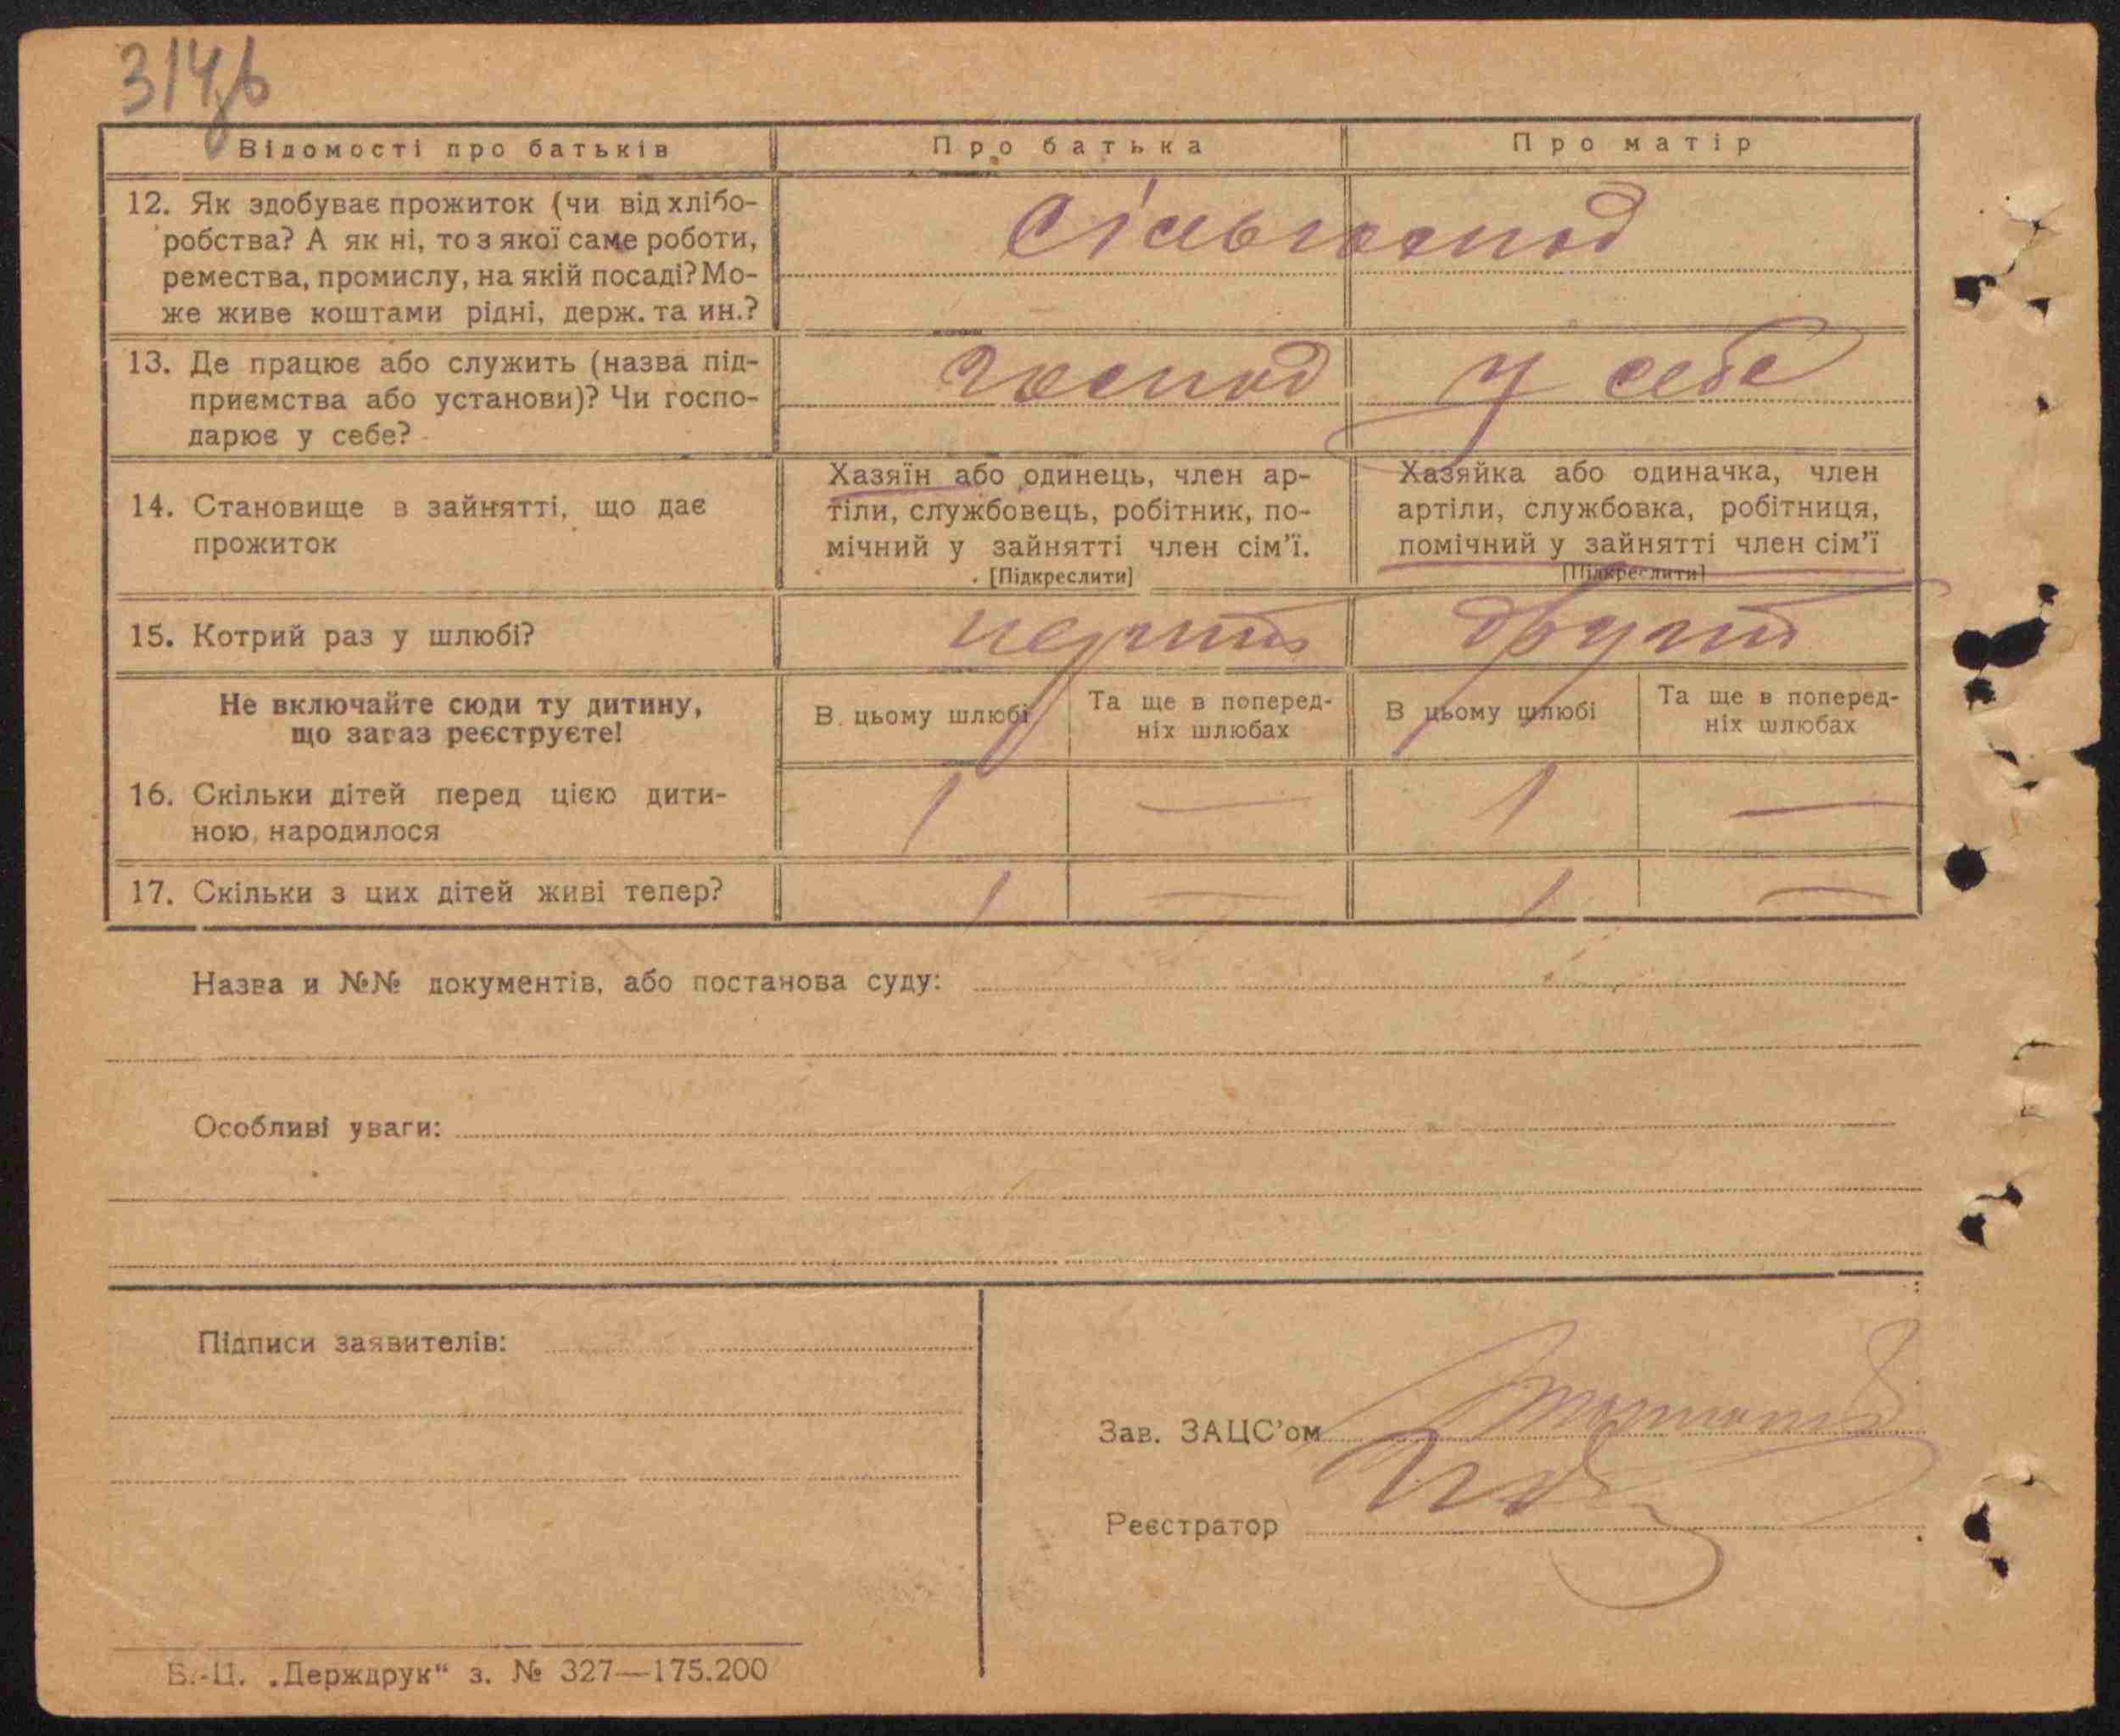 Відомості про батьків
Про батька
Про матір
12. Як здобуває прожиток (чи від хлібо-
робства? А як ні, то з якої саме роботи,
ремества, промислу, на якій посаді? Мо-
же живе коштами рідні, держ. та ин.?
Сільгоспод
13. Де працює або служить (назва під-
приємства або установи)? Чи госпо-
дарює у себе?
Господ
у себе
14. Становище в зайнятті, що дає
прожиток
Хазяїн або одинець, член ар-
тіли, службовець, робітник, по-
мічний у зайнятті член сім’ї.
[Підкреслити]
Хазяйка або одиначка, член
артіли, службовка, робітниця,
помічний у зайнятті член сім’ї
[Підкреслити]
15. Котрий раз у шлюбі?
Не включайте сюди ту дитину,
що зараз реєструєте!
В цьому шлюбі
Та ще в поперед-
ніх шлюбах
В цьому шлюбі
Та ще в поперед-
ніх шлюбах
16. Скільки дітей перед цією дити-
ною народилося
1 — 1 —
17. Скільки з цих дітей живі тепер?
1 — 1 —
Назва и №№ документів, або постанова суду:
Особливі уваги:
Підписи заявителів:
Зав. ЗАЦС’ом
Реєстратор
Б.-Ц. „Держдрук“ з. № 327—175.200